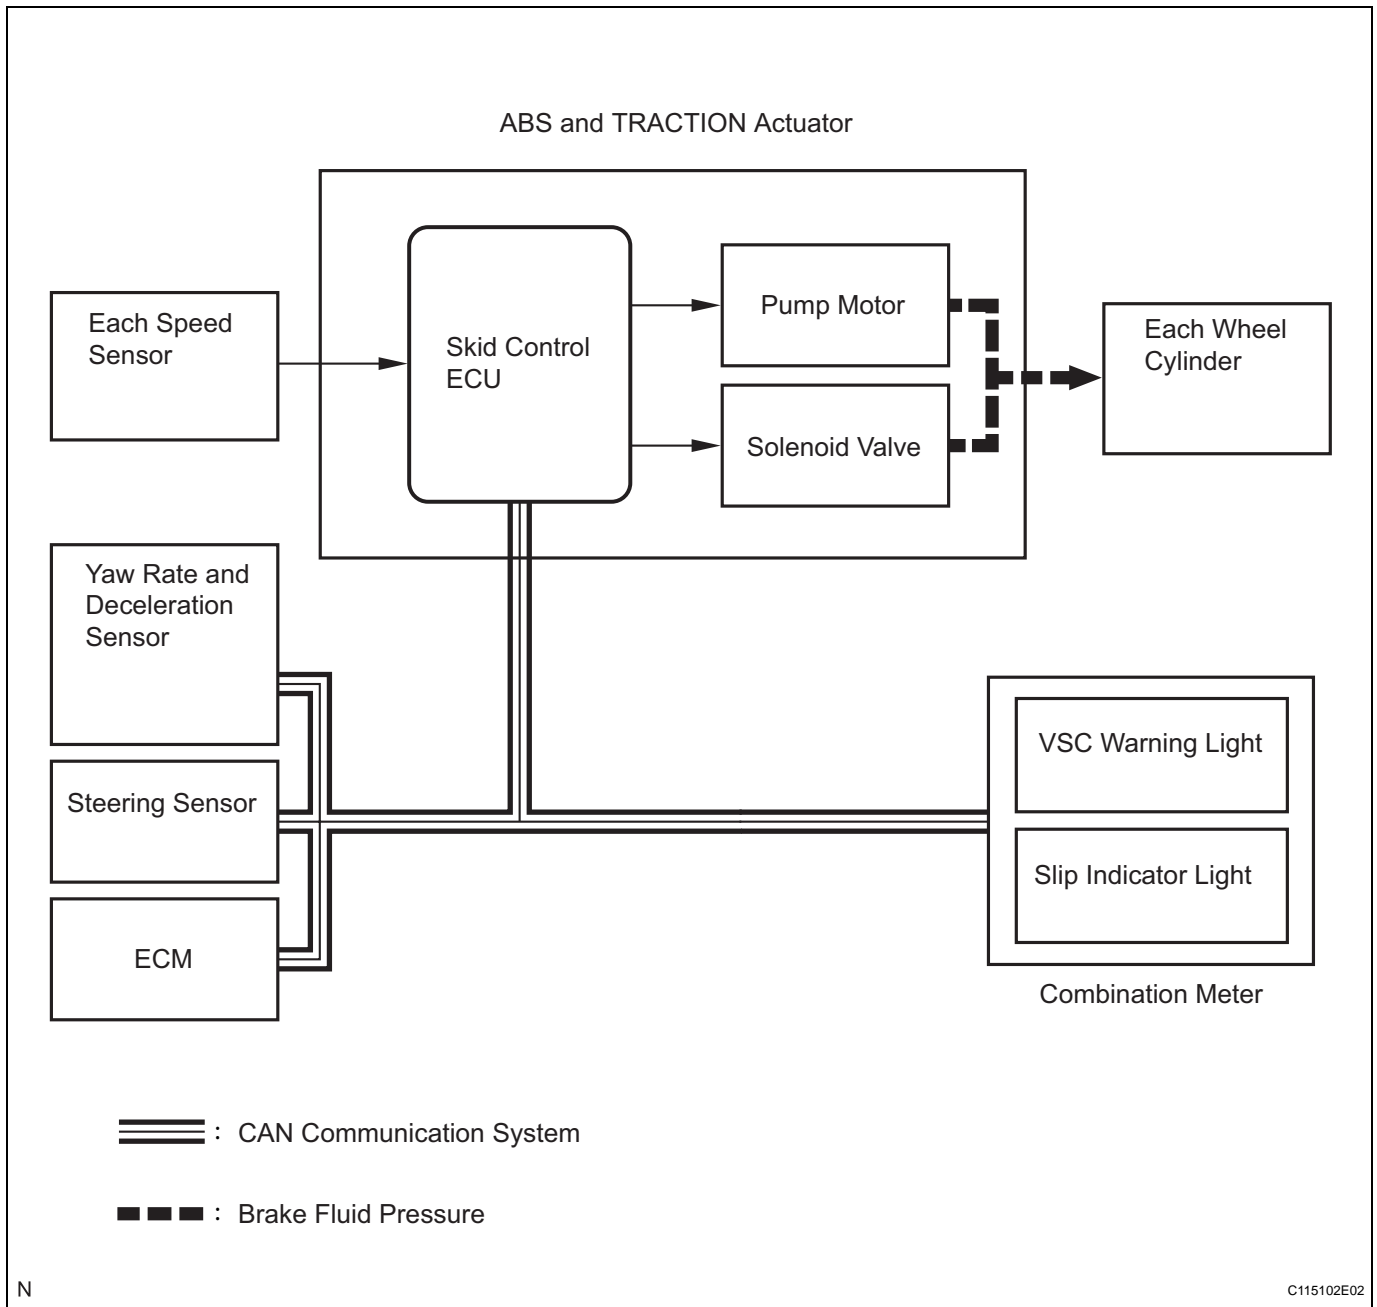 ABS and TRACTION Actuator
Each Speed
Sensor
Skid Control
ECU
Pump Motor
Solenoid Valve
Each Wheel
Cylinder
Yaw Rate and
Deceleration
Sensor
Steering Sensor
ECM
VSC Warning Light
Slip Indicator Light
Combination Meter
: CAN Communication System
: Brake Fluid Pressure
N
C115102E02